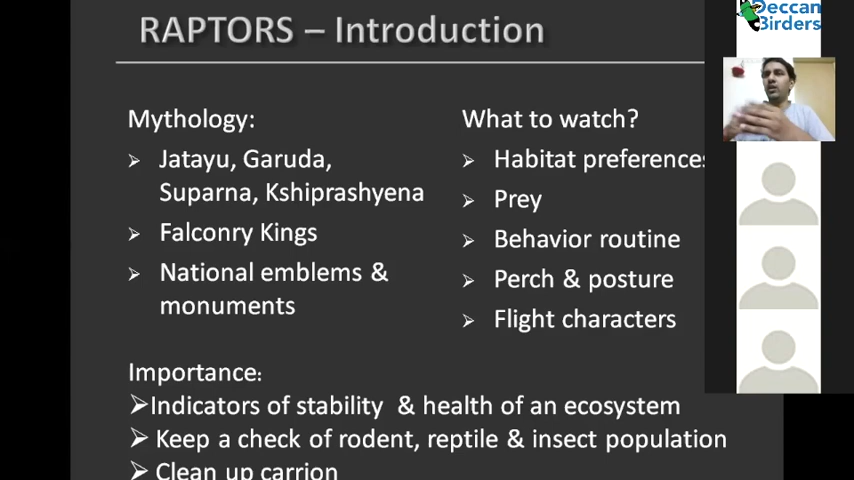 RAPTORS – Introduction
Deccan
Birders
Mythology:
➢ Jatayu, Garuda,
Suparna, Kshiprashyena
➢ Falconry Kings
➢ National emblems &
monuments
What to watch?
➢ Habitat preferences
➢ Prey
➢ Behavior routine
➢ Perch & posture
➢ Flight characters
Importance:
➢Indicators of stability & health of an ecosystem
➢ Keep a check of rodent, reptile & insect population
➢ Clean up carrion